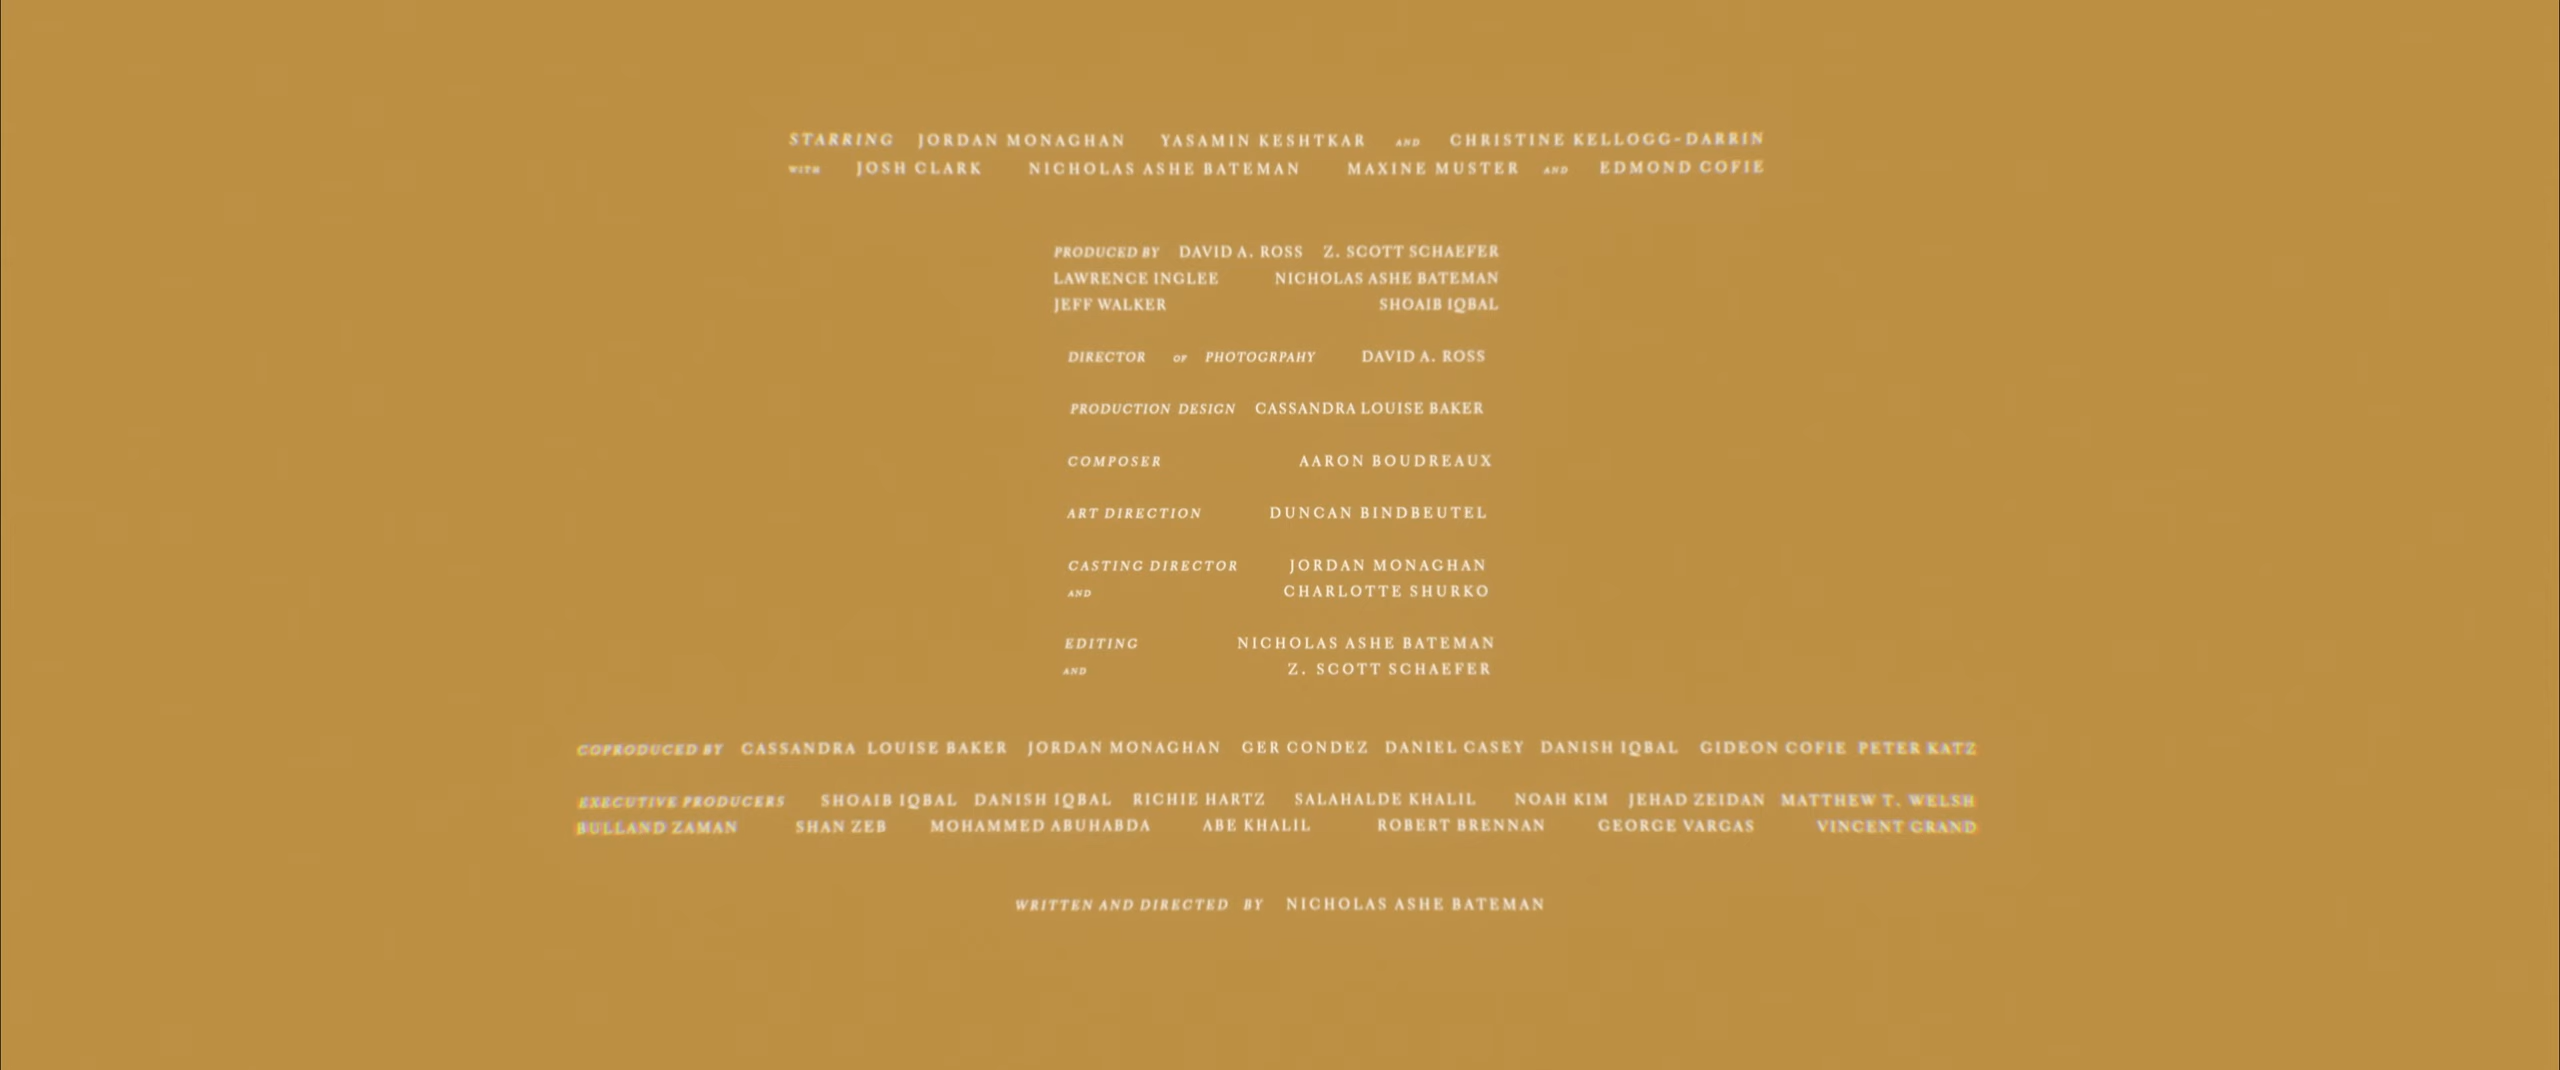 STARRING JORDAN MONAGHAN YASAMIN KESHTKAR AND CHRISTINE KELLOGG-DARRIN
WITH JOSH CLARK NICHOLAS ASHE BATEMAN MAXINE MUSTER AND EDMOND COFIE
PRODUCED BY DAVID A. ROSS Z. SCOTT SCHAEFER
LAWRENCE INGLEE NICHOLAS ASHE BATEMAN
JEFF WALKER SHOAIB IQBAL
DIRECTOR OF PHOTOGRPAHY DAVID A. ROSS
PRODUCTION DESIGN CASSANDRA LOUISE BAKER
COMPOSER AARON BOUDREAUX
ART DIRECTION DUNCAN BINDBEUTEL
CASTING DIRECTOR JORDAN MONAGHAN
AND CHARLOTTE SHURKO
EDITING NICHOLAS ASHE BATEMAN
AND Z. SCOTT SCHAEFER
COPRODUCED BY CASSANDRA LOUISE BAKER JORDAN MONAGHAN GER CONDEZ DANIEL CASEY DANISH IQBAL GIDEON COFIE PETER KATZ
EXECUTIVE PRODUCERS SHOAIB IQBAL DANISH IQBAL RICHIE HARTZ SALAHALDE KHALIL NOAH KIM JEHAD ZEIDAN MATTHEW T. WELSH
BULLAND ZAMAN SHAN ZEB MOHAMMED ABUHABDA ABE KHALIL ROBERT BRENNAN GEORGE VARGAS VINCENT GRAND
WRITTEN AND DIRECTED BY NICHOLAS ASHE BATEMAN